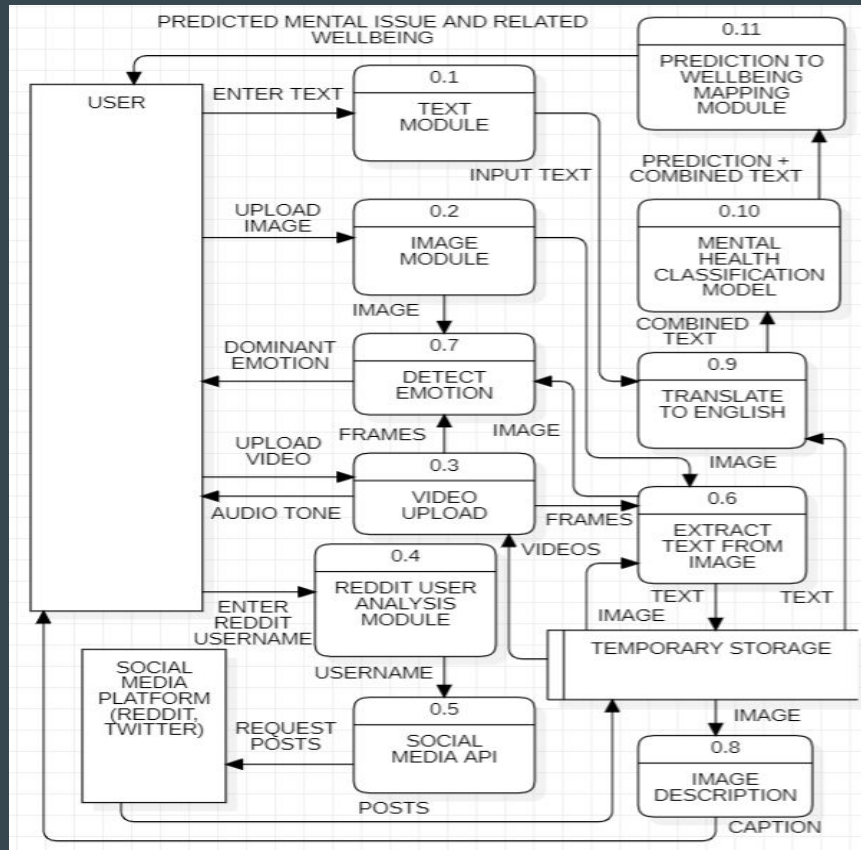 PREDICTED MENTAL ISSUE AND RELATED
WELLBEING
0.11
PREDICTION TO
WELLBEING
MAPPING
MODULE
USER
ENTER TEXT
0.1
TEXT
MODULE
INPUT TEXT
PREDICTION +
COMBINED TEXT
UPLOAD
IMAGE
0.2
IMAGE
MODULE
0.10
MENTAL
HEALTH
CLASSIFICATION
MODEL
IMAGE
COMBINED
TEXT
DOMINANT
EMOTION
0.7
DETECT
EMOTION
0.9
TRANSLATE
TO ENGLISH
FRAMES
IMAGE
UPLOAD
VIDEO
AUDIO TONE
0.3
VIDEO
UPLOAD
IMAGE
FRAMES
0.6
EXTRACT
TEXT FROM
IMAGE
VIDEOS
0.4
REDDIT USER
ANALYSIS
MODULE
ENTER
REDDIT
USERNAME
IMAGE
TEXT
TEXT
TEMPORARY STORAGE
SOCIAL
MEDIA
PLATFORM
(REDDIT,
TWITTER)
USERNAME
0.5
SOCIAL
MEDIA API
REQUEST
POSTS
IMAGE
0.8
IMAGE
DESCRIPTION
POSTS
CAPTION